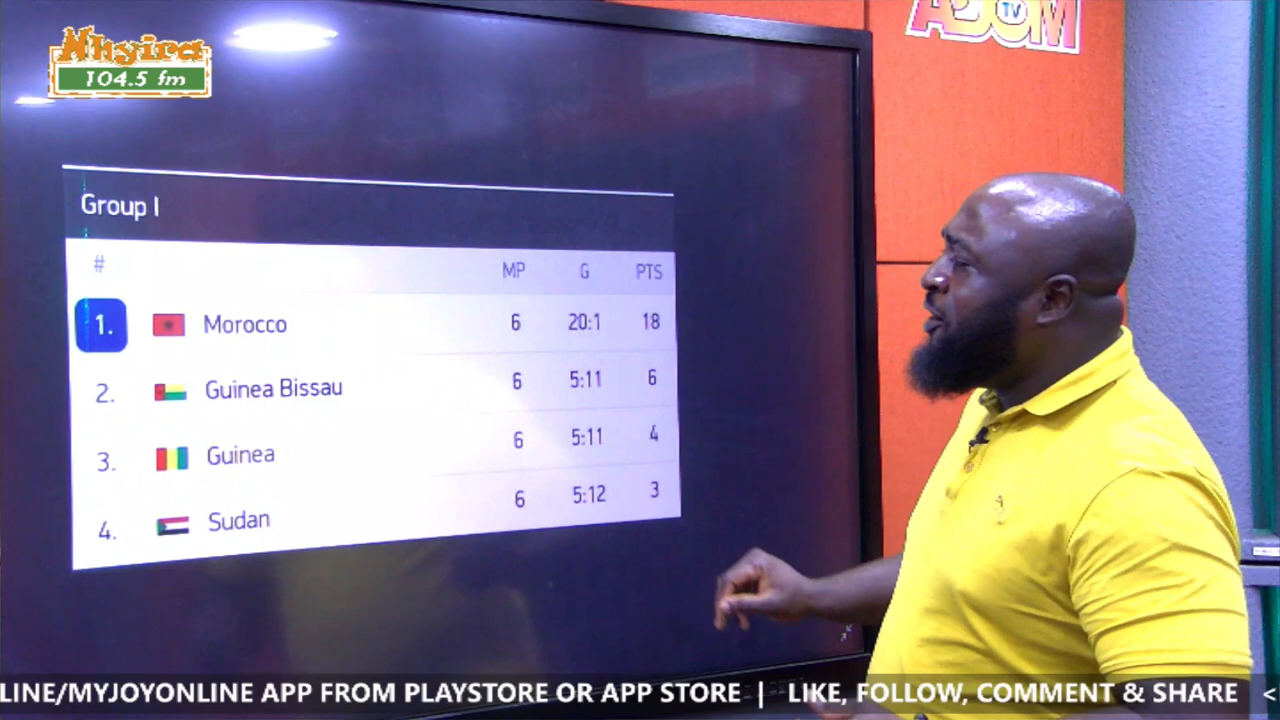 Nhyira
104.5 fm
ADOM
TV
Group I
# MP G PTS
1. Morocco 6 20:1 18
2. Guinea Bissau 6 5:11 6
3. Guinea 6 5:11 4
4. Sudan 6 5:12 3
LINE/MYJOYONLINE APP FROM PLAYSTORE OR APP STORE | LIKE, FOLLOW, COMMENT & SHARE <